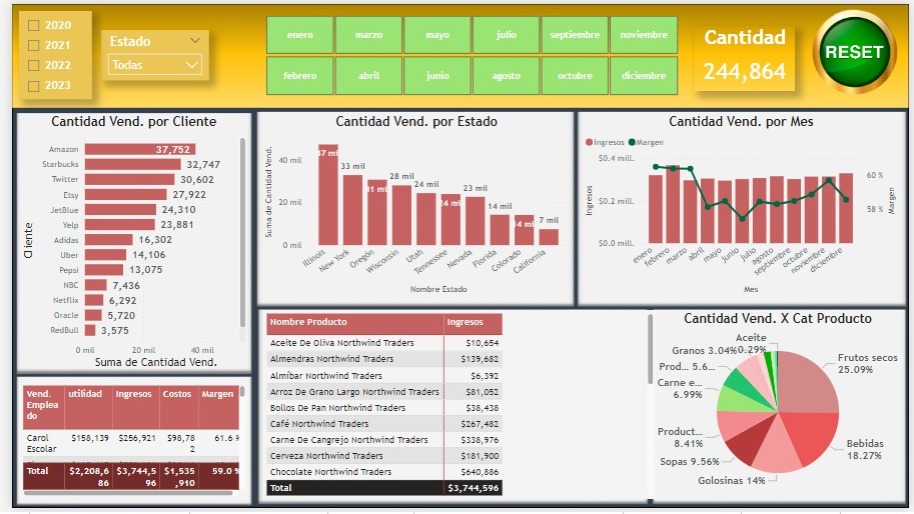 2020
2021
2022
2023
Estado
Todas
enero
marzo
mayo
julio
septiembre
noviembre
febrero
abril
junio
agosto
octubre
diciembre
Cantidad
244,864
RESET
Cantidad Vend. por Cliente
Cliente
Amazon 37,752
Starbucks 32,747
Twitter 30,602
Etsy 27,922
JetBlue 24,310
Yelp 23,881
Adidas 16,302
Uber 14,106
Pepsi 13,075
NBC 7,436
Netflix 6,292
Oracle 5,720
RedBull 3,575
0 mil 20 mil 40 mil
Suma de Cantidad Vend.
Cantidad Vend. por Estado
Suma de Cantidad Vend.
40 mil
20 mil
0 mil
47 mil
33 mil
31 mil
28 mil
24 mil
24 mil
23 mil
14 mil
14 mil
7 mil
Illinois
New York
Oregón
Wisconsin
Utah
Tennessee
Nevada
Florida
Colorado
California
Nombre Estado
Cantidad Vend. por Mes
Ingresos Margen
Ingresos
$0.4 mill.
$0.2 mill.
$0.0 mill.
60 %
58 %
Margen
enero
febrero
marzo
abril
mayo
junio
julio
agosto
septiembre
octubre
noviembre
diciembre
Mes
Vend. Emplea do utilidad Ingresos Costos Margen
Carol Escolar $158,139 $256,921 $98,78 2 61.6 %
Total $2,208,6 86 $3,744,5 96 $1,535 ,910 59.0 %
Nombre Producto Ingresos
Aceite De Oliva Northwind Traders $10,654
Almendras Northwind Traders $139,682
Almíbar Northwind Traders $6,392
Arroz De Grano Largo Northwind Traders $81,052
Bollos De Pan Northwind Traders $38,438
Café Northwind Traders $267,482
Carne De Cangrejo Northwind Traders $338,976
Cerveza Northwind Traders $181,900
Chocolate Northwind Traders $640,886
Total $3,744,596
Cantidad Vend. X Cat Producto
Aceite 0.29%
Granos 3.04%
Prod... 5.6...
Carne e... 6.99%
Product... 8.41%
Sopas 9.56%
Golosinas 14%
Bebidas 18.27%
Frutos secos 25.09%